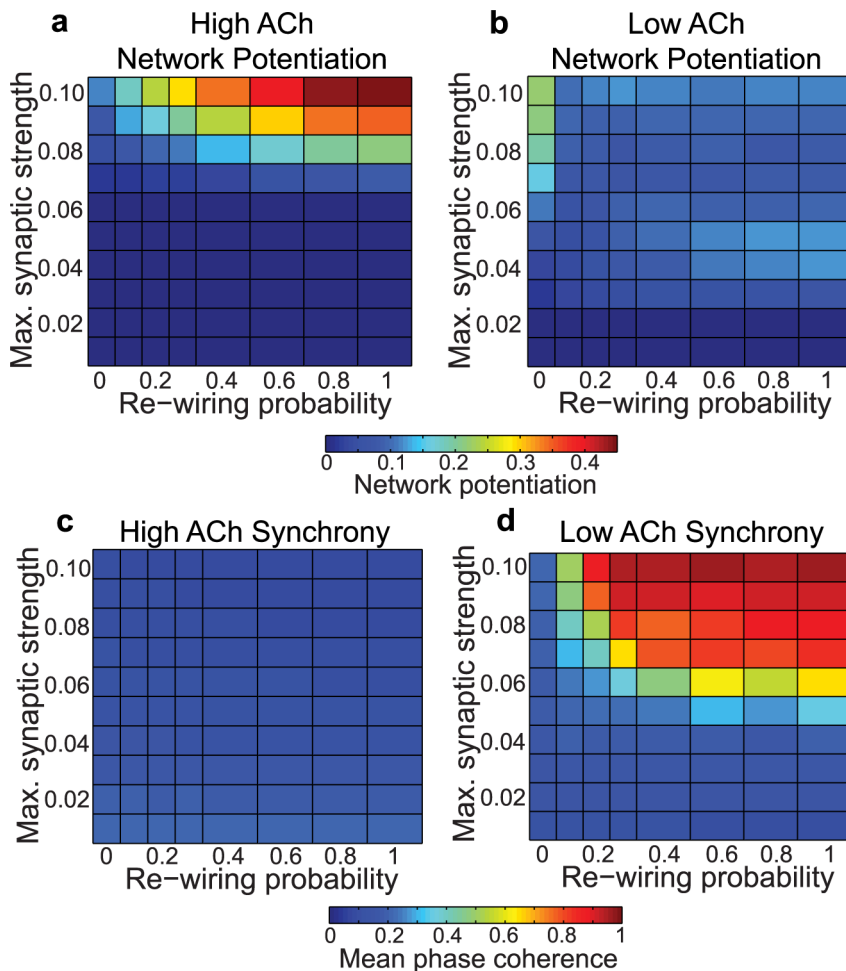 a
High ACh
Network Potentiation
b
Low ACh
Network Potentiation
Max. synaptic strength
0.10
0.08
0.06
0.04
0.02
0 0.2 0.4 0.6 0.8 1
Re-wiring probability
0.10
0.08
0.06
0.04
0.02
Max. synaptic strength
0 0.2 0.4 0.6 0.8 1
Re-wiring probability
0 0.1 0.2 0.3 0.4
Network potentiation
c
High ACh Synchrony
d
Low ACh Synchrony
Max. synaptic strength
0.10
0.08
0.06
0.04
0.02
0 0.2 0.4 0.6 0.8 1
Re-wiring probability
Max. synaptic strength
0.10
0.08
0.06
0.04
0.02
0 0.2 0.4 0.6 0.8 1
Re-wiring probability
0 0.2 0.4 0.6 0.8 1
Mean phase coherence